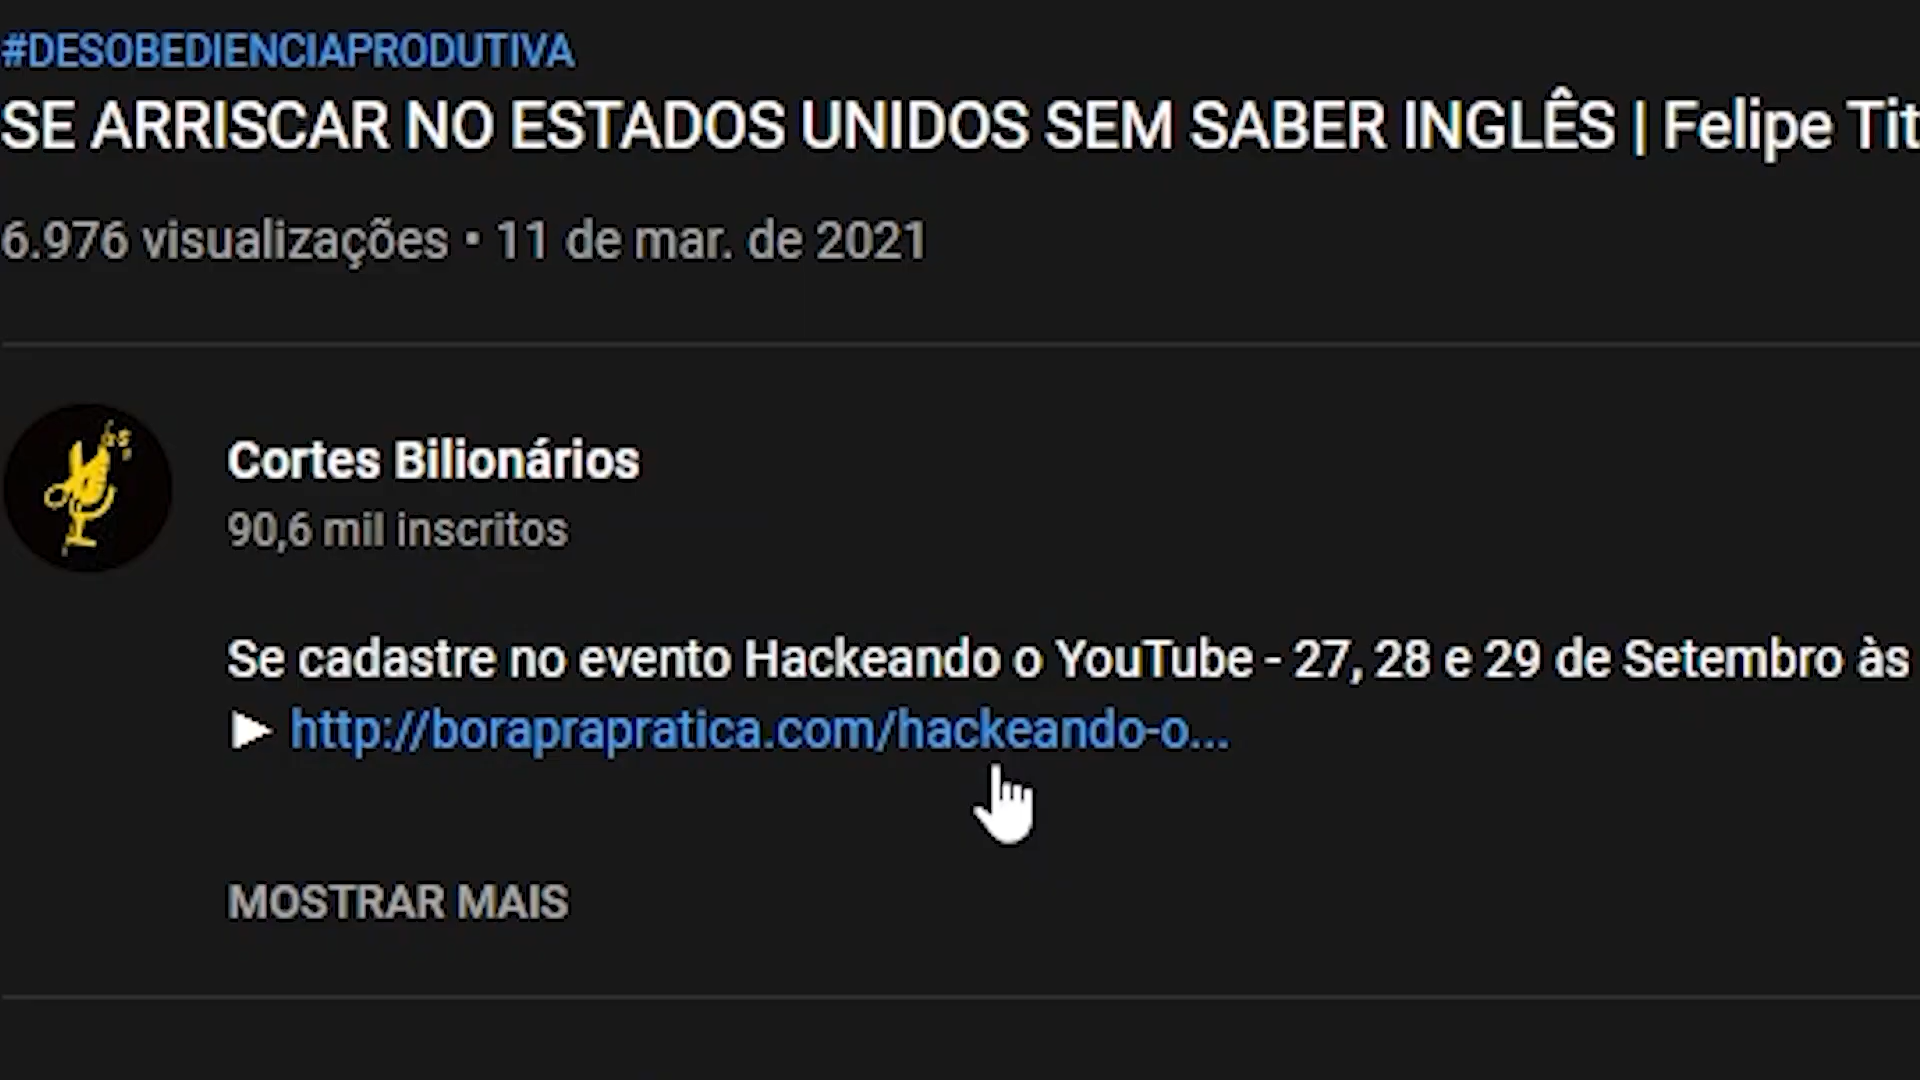 #DESOBEDIENCIAPRODUTIVA
SE ARRISCAR NO ESTADOS UNIDOS SEM SABER INGLÊS | Felipe Tit
6.976 visualizações • 11 de mar. de 2021
Cortes Bilionários
90,6 mil inscritos
Se cadastre no evento Hackeando o YouTube - 27, 28 e 29 de Setembro às
► http://boraprapratica.com/hackeando-o...
MOSTRAR MAIS